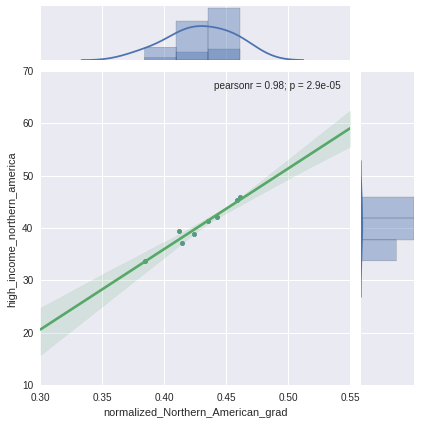 pearsonr = 0.98; p = 2.9e-05
high_income_northern_america
70
60
50
40
30
20
10
0.30 0.35 0.40 0.45 0.50 0.55
normalized_Northern_American_grad